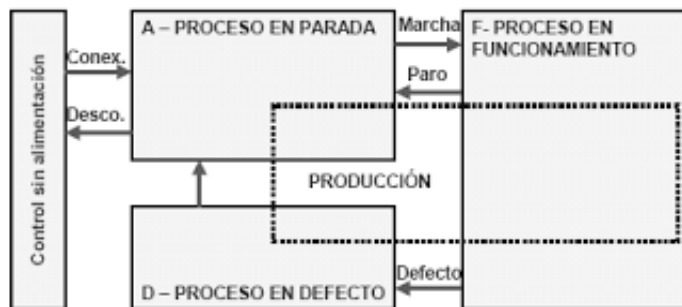 Control sin alimentación
Conex.
Desco.
A – PROCESO EN PARADA
Marcha
Paro
F- PROCESO EN
FUNCIONAMIENTO
PRODUCCIÓN
D – PROCESO EN DEFECTO
Defecto